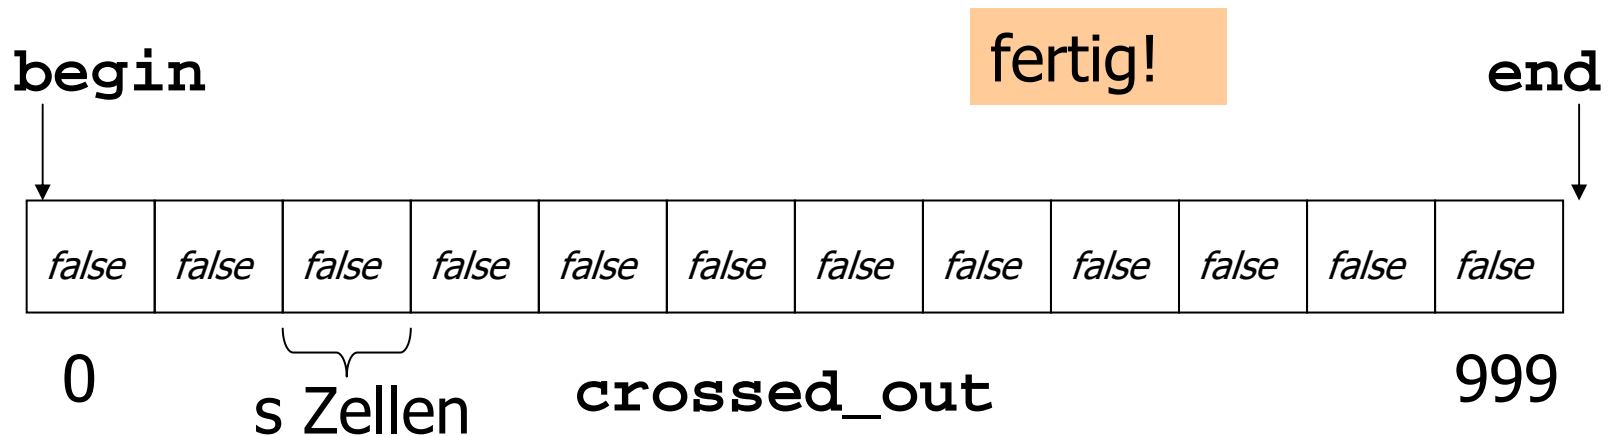 fertig!
begin end
false false false false false false false false false false false false
0 999
s Zellen crossed_out